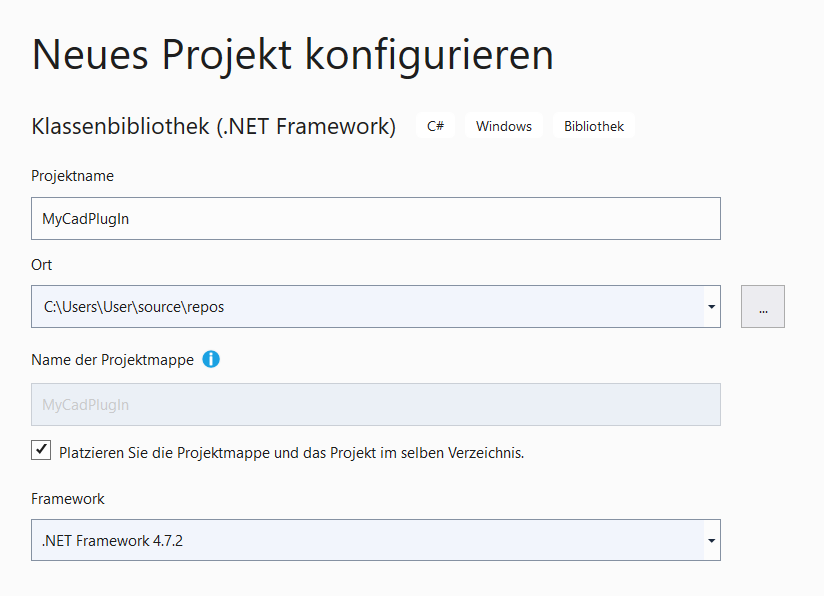 Neues Projekt konfigurieren
Klassenbibliothek (.NET Framework) C# Windows Bibliothek
Projektname
MyCadPlugIn
Ort
C:\Users\User\source\repos
...
Name der Projektmappe
MyCadPlugIn
Platzieren Sie die Projektmappe und das Projekt im selben Verzeichnis.
Framework
.NET Framework 4.7.2